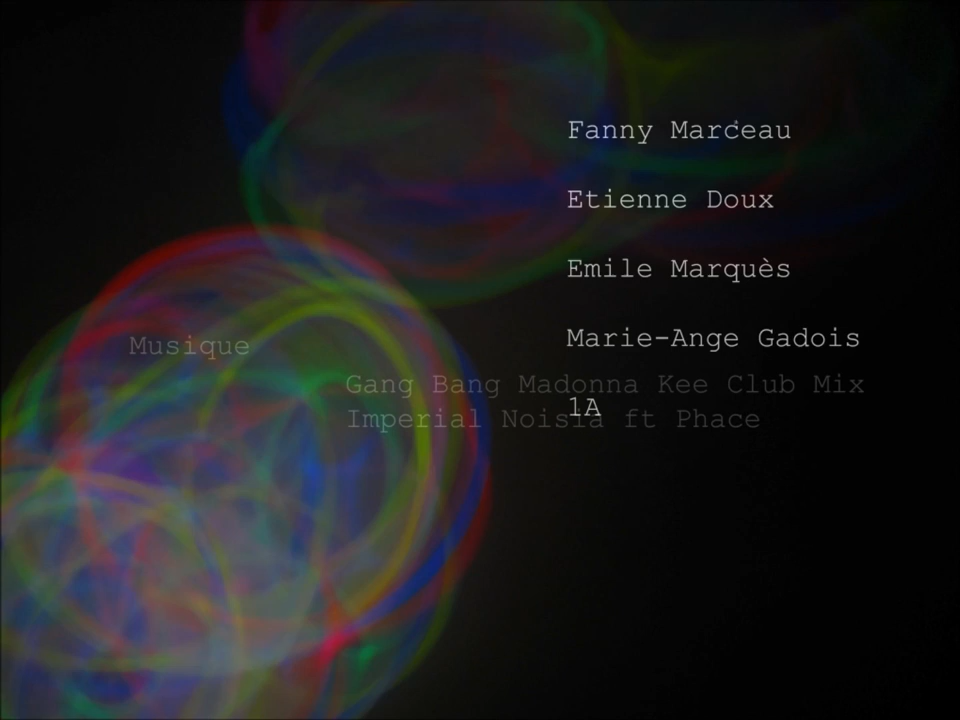 Fanny Marceau
Etienne Doux
Emile Marquès
Marie-Ange Gadois
1A
Musique
Gang Bang Madonna Kee Club Mix
Imperial Noisia ft Phace